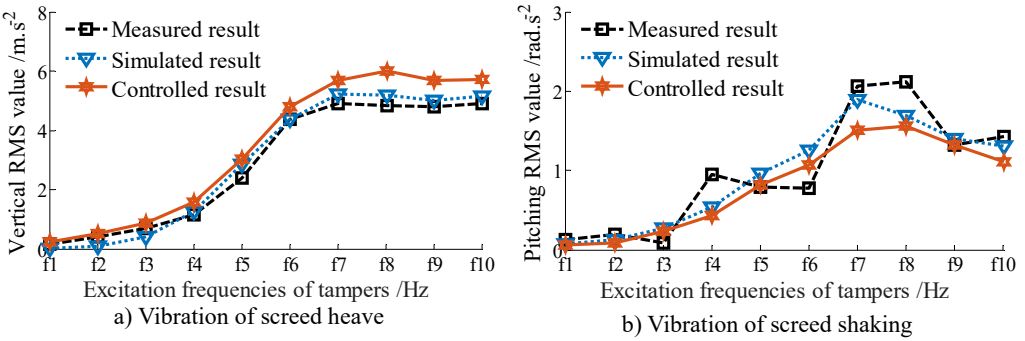 8
6
4
2
0
Vertical RMS value /m.s⁻²
Measured result
Simulated result
Controlled result
f1 f2 f3 f4 f5 f6 f7 f8 f9 f10
Excitation frequencies of tampers /Hz
a) Vibration of screed heave
3
2
1
0
Pitching RMS value /rad.s⁻²
Measured result
Simulated result
Controlled result
f1 f2 f3 f4 f5 f6 f7 f8 f9 f10
Excitation frequencies of tampers /Hz
b) Vibration of screed shaking